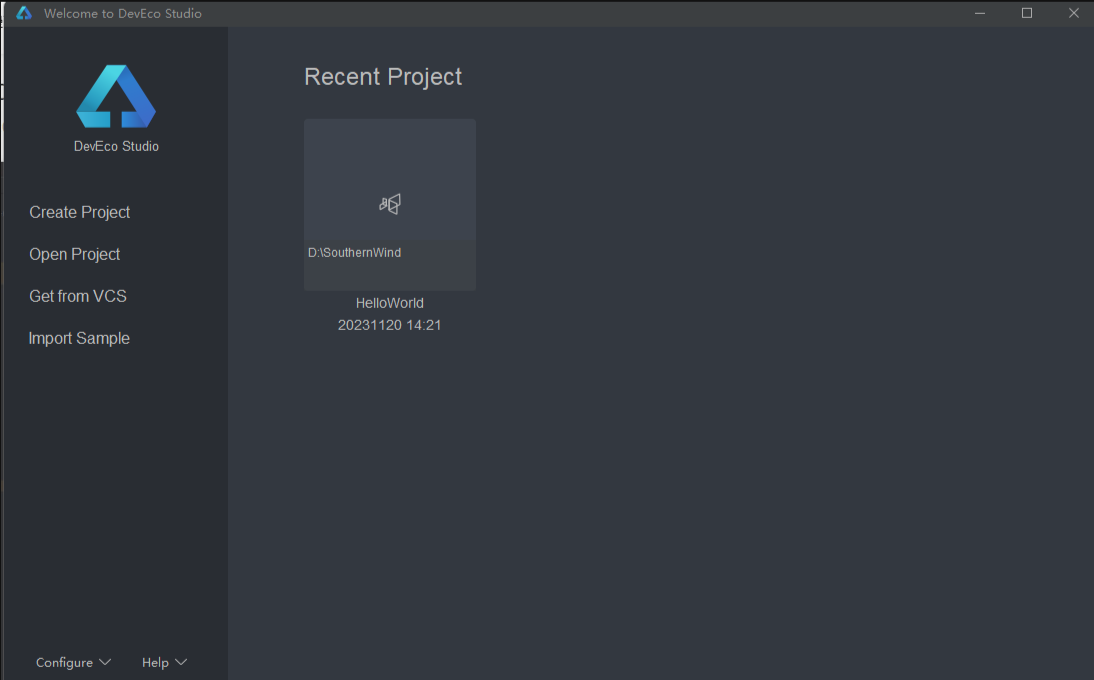 Welcome to DevEco Studio
DevEco Studio
Create Project
Open Project
Get from VCS
Import Sample
Configure
Help
Recent Project
D:\SouthernWind
HelloWorld
20231120 14:21